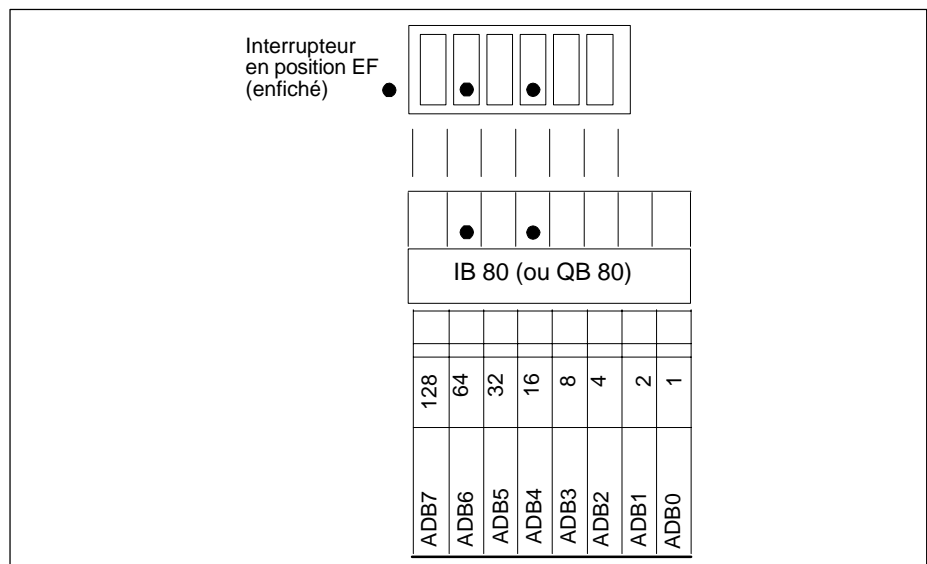 Interrupteur
en position EF
(enfiché)
IB 80 (ou QB 80)
128 64 32 16 8 4 2 1
ADB7 ADB6 ADB5 ADB4 ADB3 ADB2 ADB1 ADB0